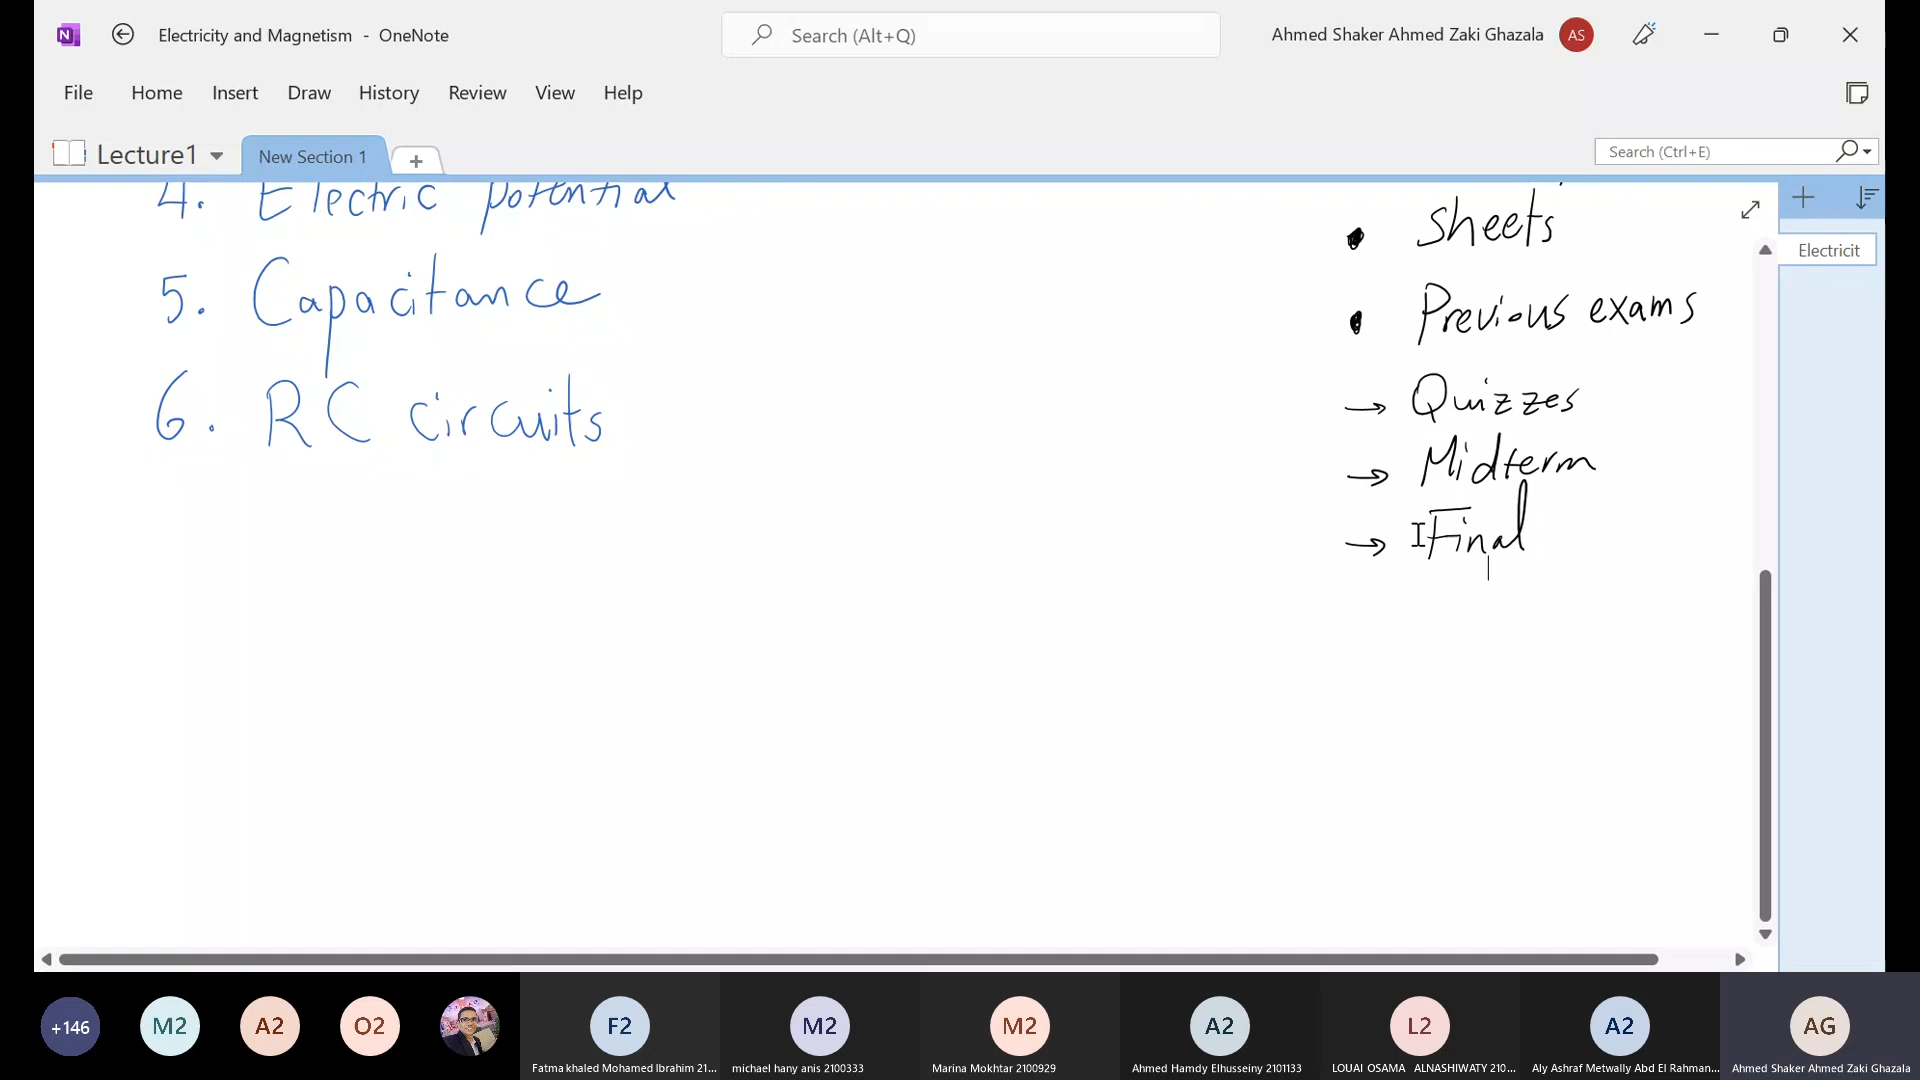 Electricity and Magnetism - OneNote
Search (Alt+Q)
Ahmed Shaker Ahmed Zaki Ghazala
AS
File
Home
Insert
Draw
History
Review
View
Help
Lecture1
New Section 1
Search (Ctrl+E)
Electricit
4. Electric potential
5. Capacitance
6. RC circuits
• Sheets
• Previous exams
→ Quizzes
→ Midterm
→ Final
+146
M2
A2
O2
F2
Fatma khaled Mohamed Ibrahim 21...
M2
michael hany anis 2100333
M2
Marina Mokhtar 2100929
A2
Ahmed Hamdy Elhusseiny 2101133
L2
LOUAI OSAMA ALNASHIWATY 210...
A2
Aly Ashraf Metwally Abd El Rahman...
AG
Ahmed Shaker Ahmed Zaki Ghazala